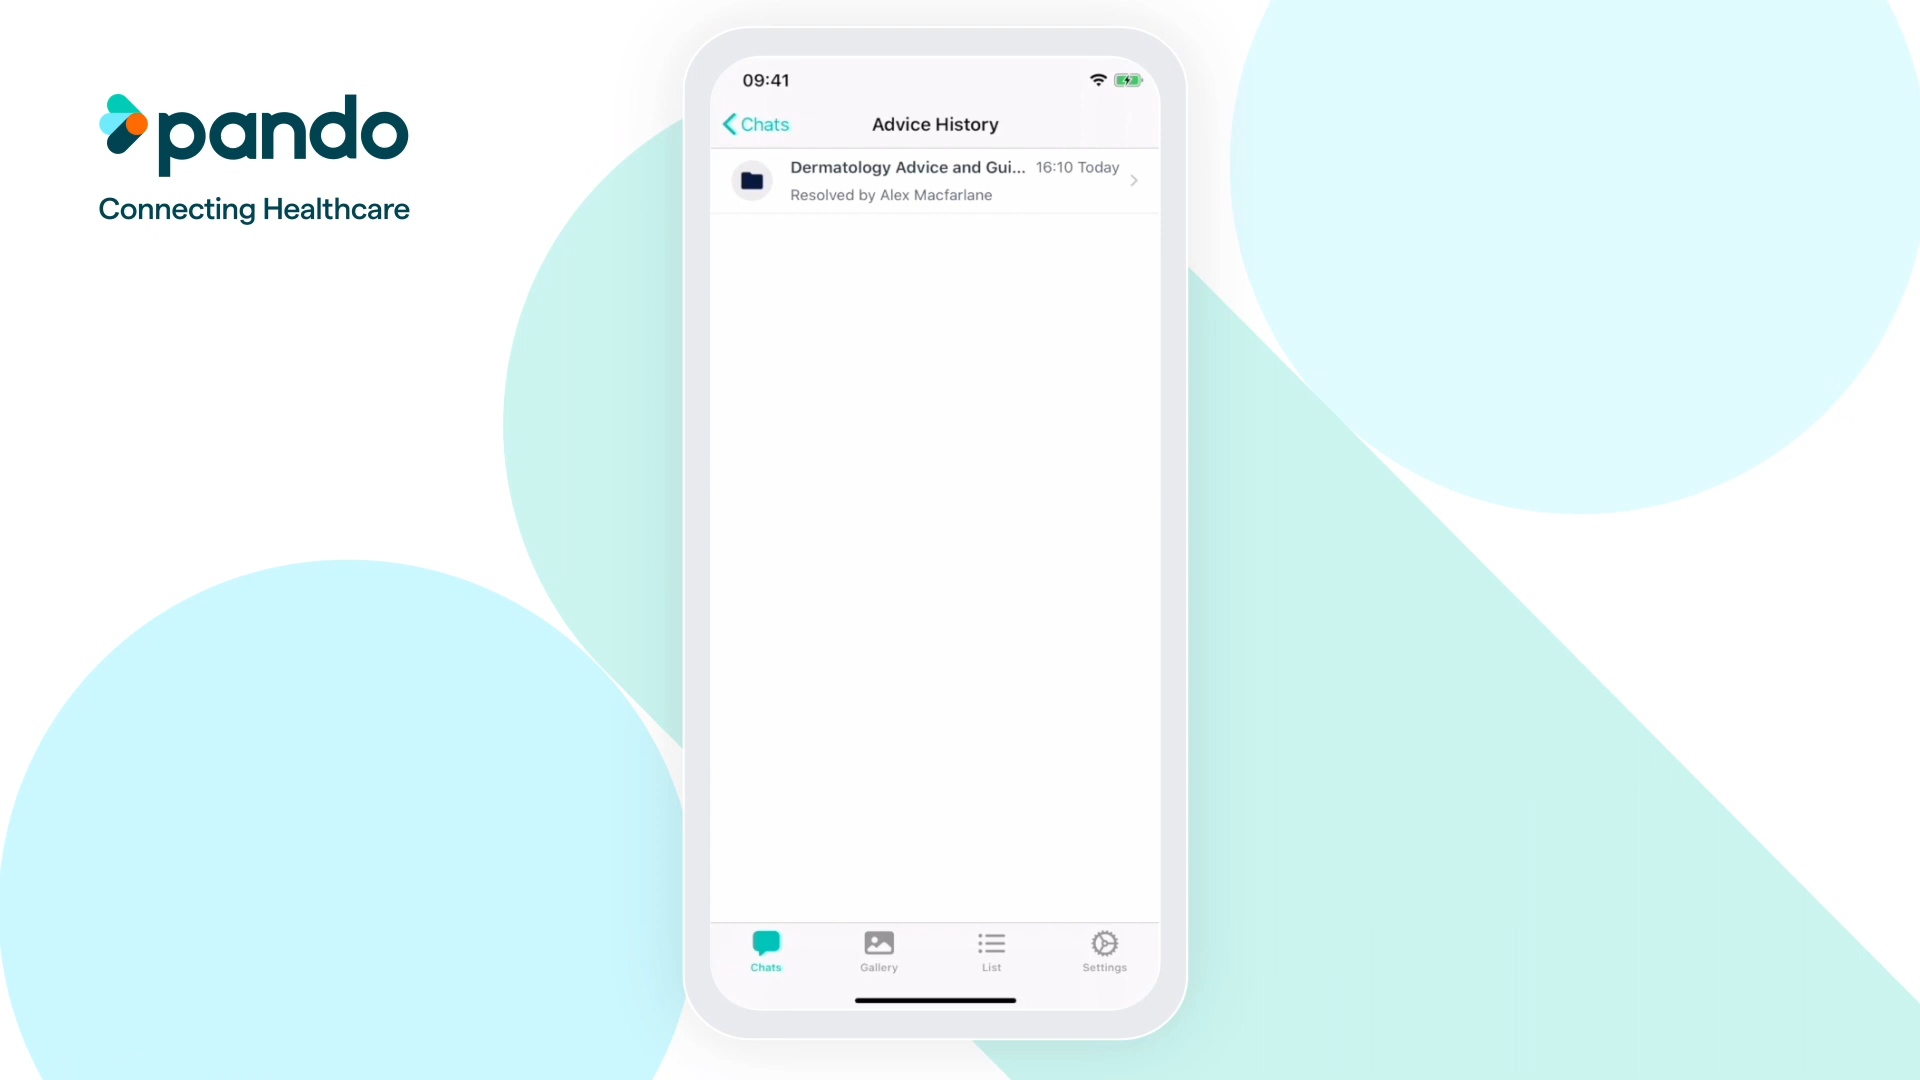 pando
Connecting Healthcare
09:41
Chats
Advice History
Dermatology Advice and Gui... 16:10 Today
Resolved by Alex Macfarlane
Chats
Gallery
List
Settings